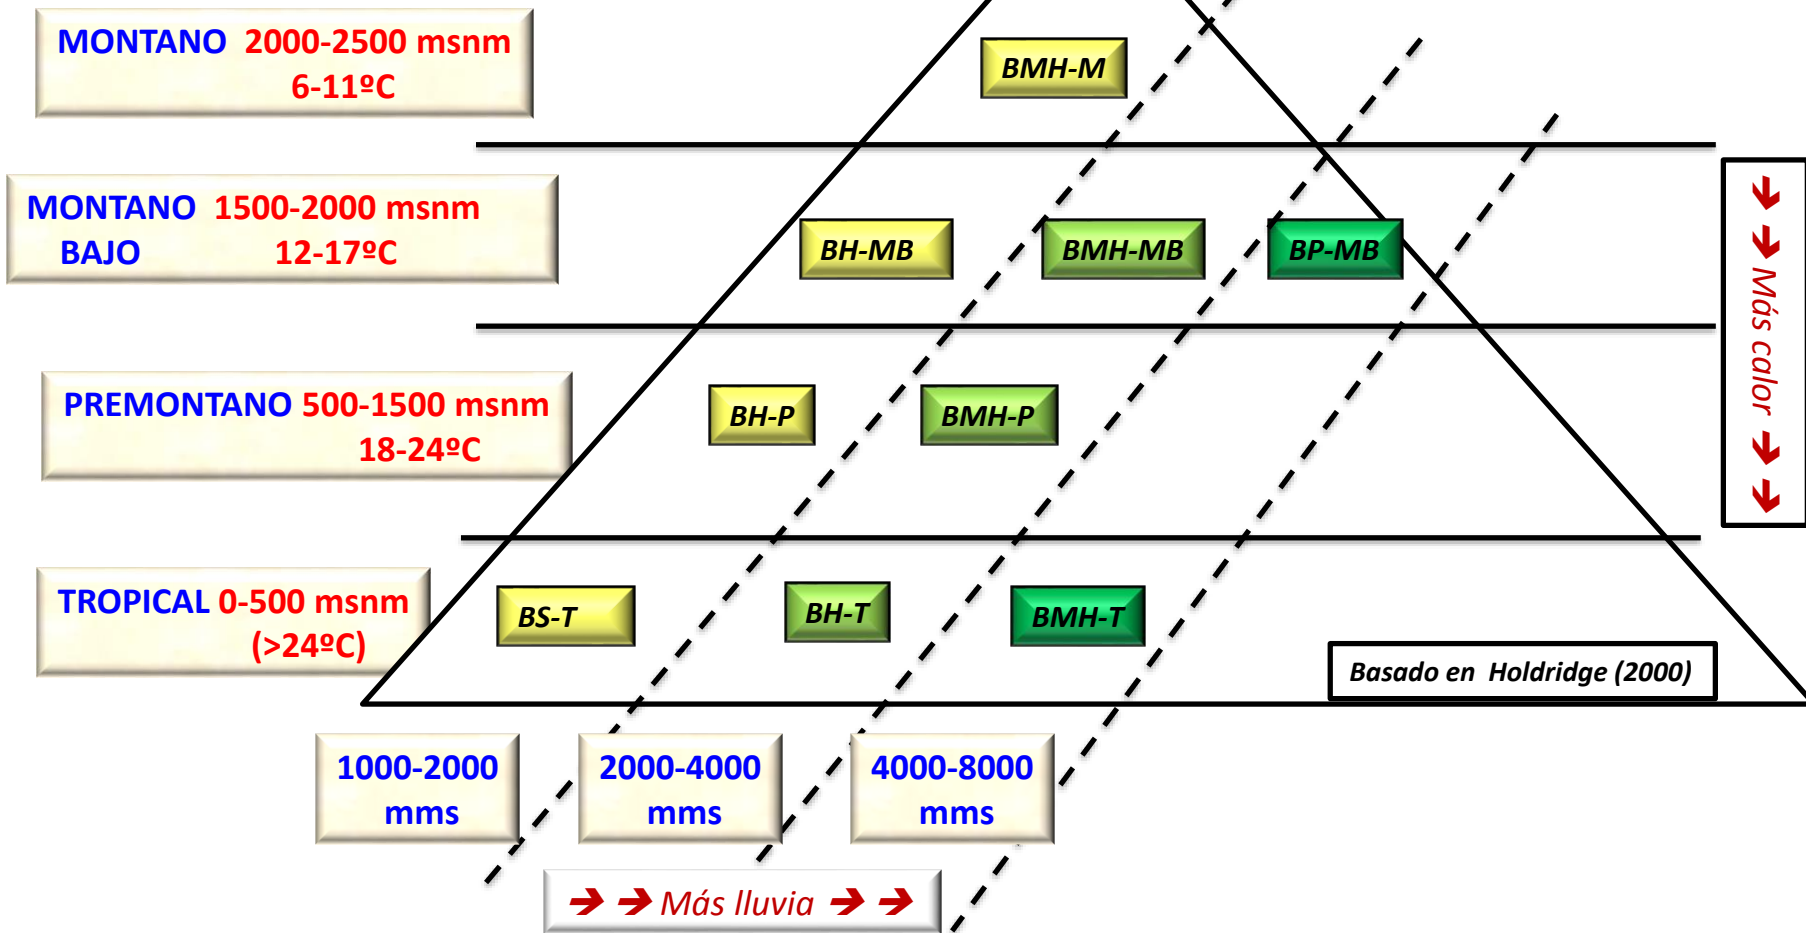 MONTANO 2000-2500 msnm
6-11ºC
BMH-M
MONTANO 1500-2000 msnm
BAJO 12-17ºC
BH-MB
BMH-MB
BP-MB
Más calor
PREMONTANO 500-1500 msnm
18-24ºC
BH-P
BMH-P
TROPICAL 0-500 msnm
(>24ºC)
BS-T
BH-T
BMH-T
Basado en Holdridge (2000)
1000-2000
mms
2000-4000
mms
4000-8000
mms
➔ ➔ Más lluvia ➔ ➔